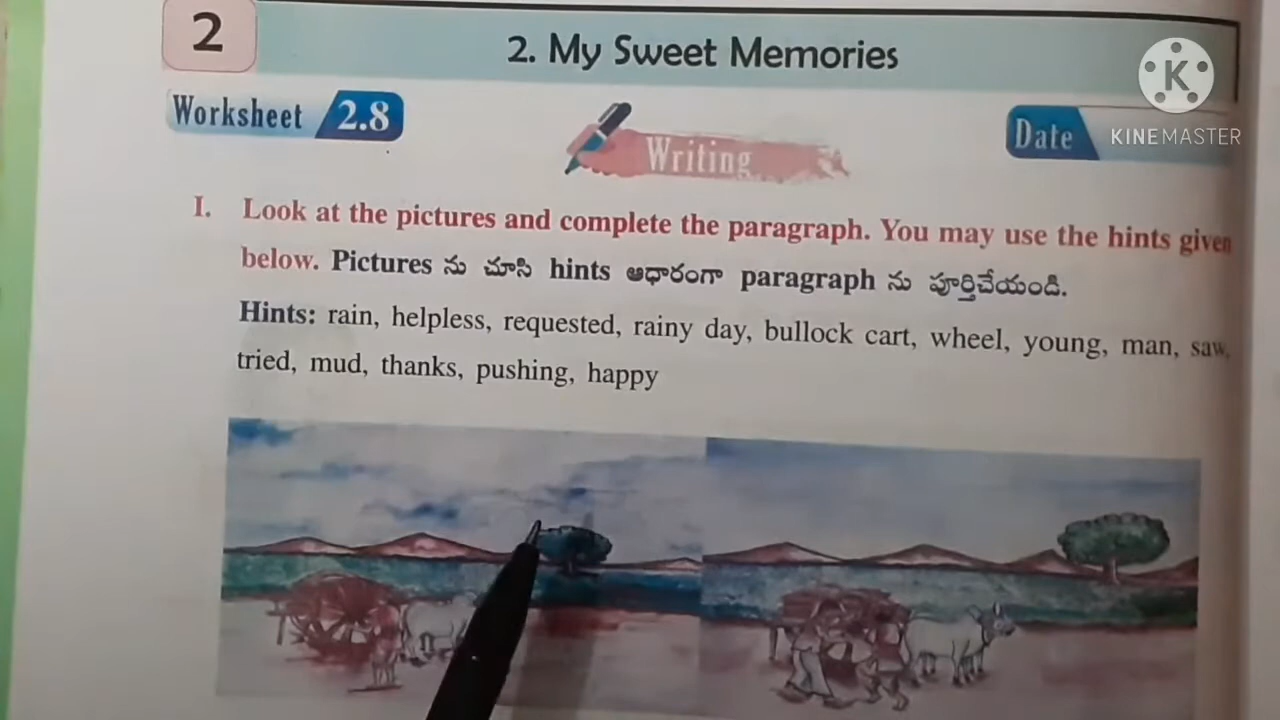 2
2. My Sweet Memories
Worksheet 2.8
Writing
Date
KINEMASTER
I. Look at the pictures and complete the paragraph. You may use the hints given
below. Pictures ను చూసి hints ఆధారంగా paragraph ను పూర్తిచేయండి.
Hints: rain, helpless, requested, rainy day, bullock cart, wheel, young, man, saw,
tried, mud, thanks, pushing, happy